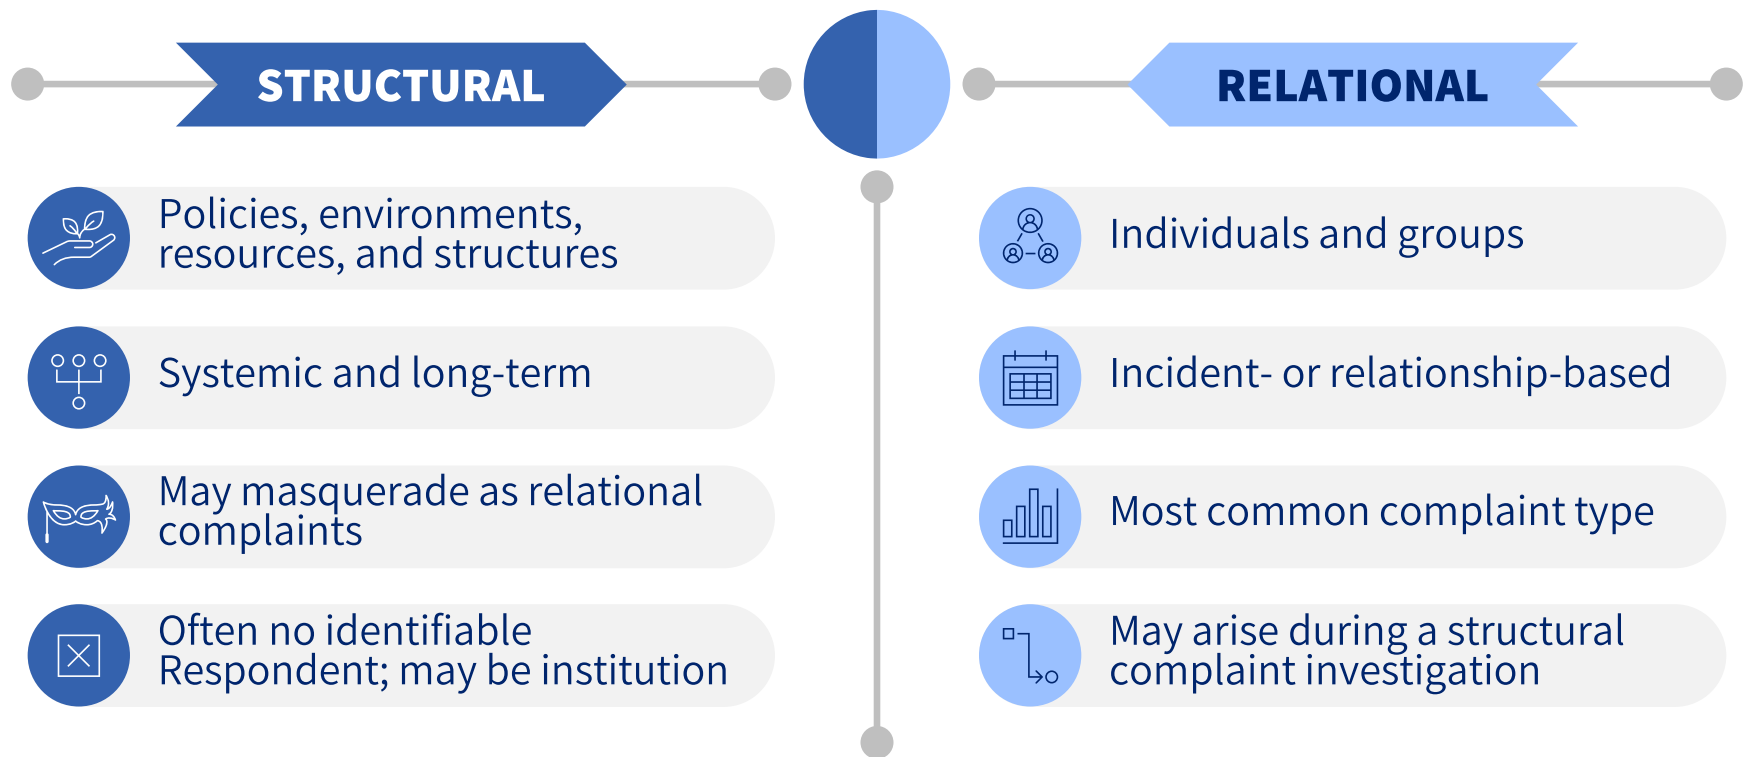 STRUCTURAL
Policies, environments,
resources, and structures
Systemic and long-term
May masquerade as relational
complaints
Often no identifiable
Respondent; may be institution
RELATIONAL
Individuals and groups
Incident- or relationship-based
Most common complaint type
May arise during a structural
complaint investigation